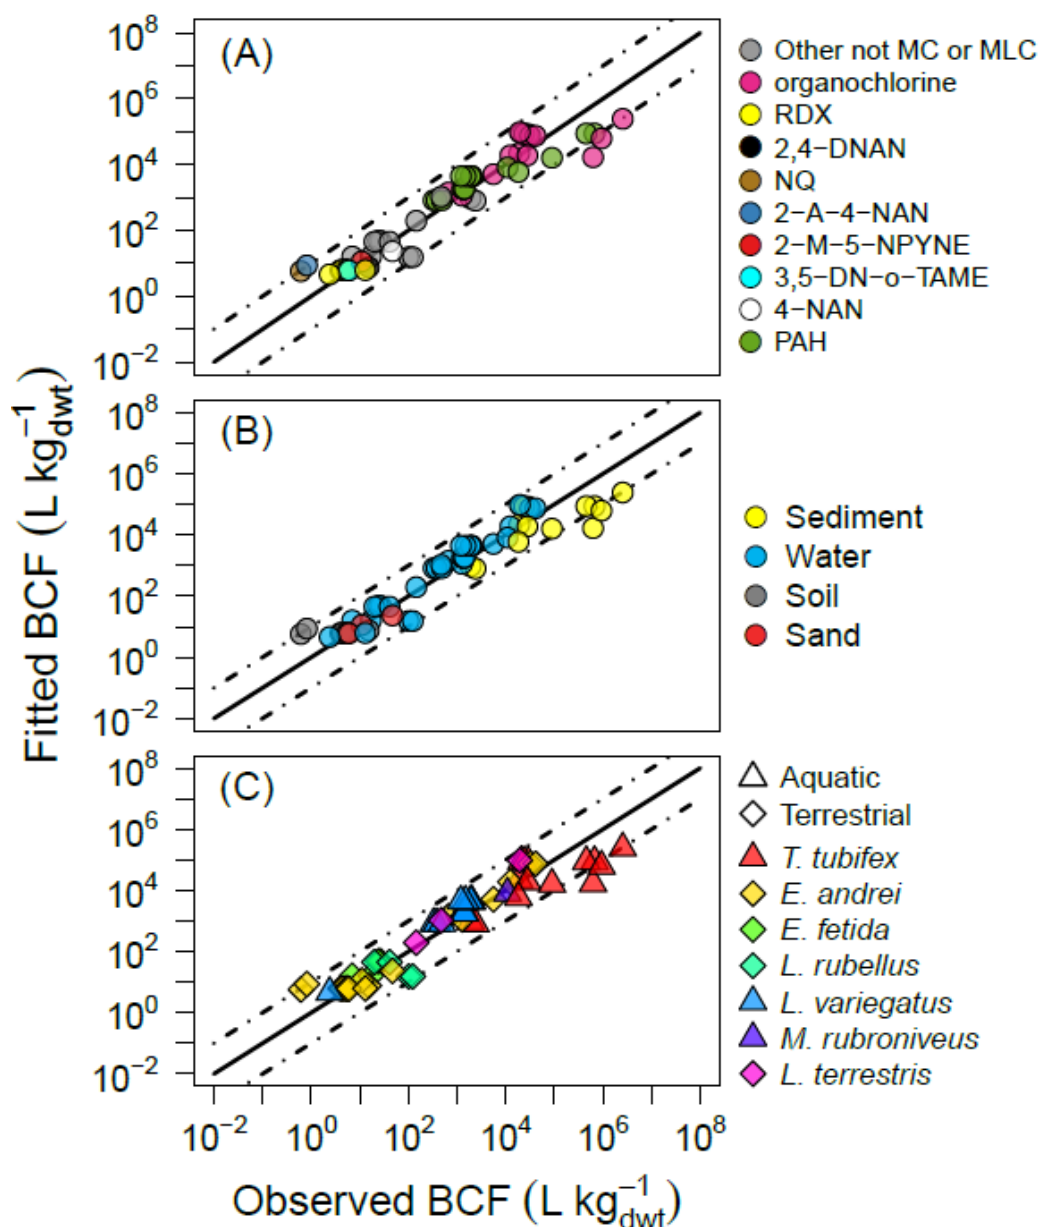 (A)
10^8
10^6
10^4
10^2
10^0
10^−2
Other not MC or MLC
organochlorine
RDX
2,4−DNAN
NQ
2−A−4−NAN
2−M−5−NPYNE
3,5−DN−o−TAME
4−NAN
PAH
Fitted BCF (L kg^−1_dwt)
(B)
10^8
10^6
10^4
10^2
10^0
10^−2
Sediment
Water
Soil
Sand
(C)
10^8
10^6
10^4
10^2
10^0
10^−2
Aquatic
Terrestrial
T. tubifex
E. andrei
E. fetida
L. rubellus
L. variegatus
M. rubroniveus
L. terrestris
10^−2 10^0 10^2 10^4 10^6 10^8
Observed BCF (L kg^−1_dwt)